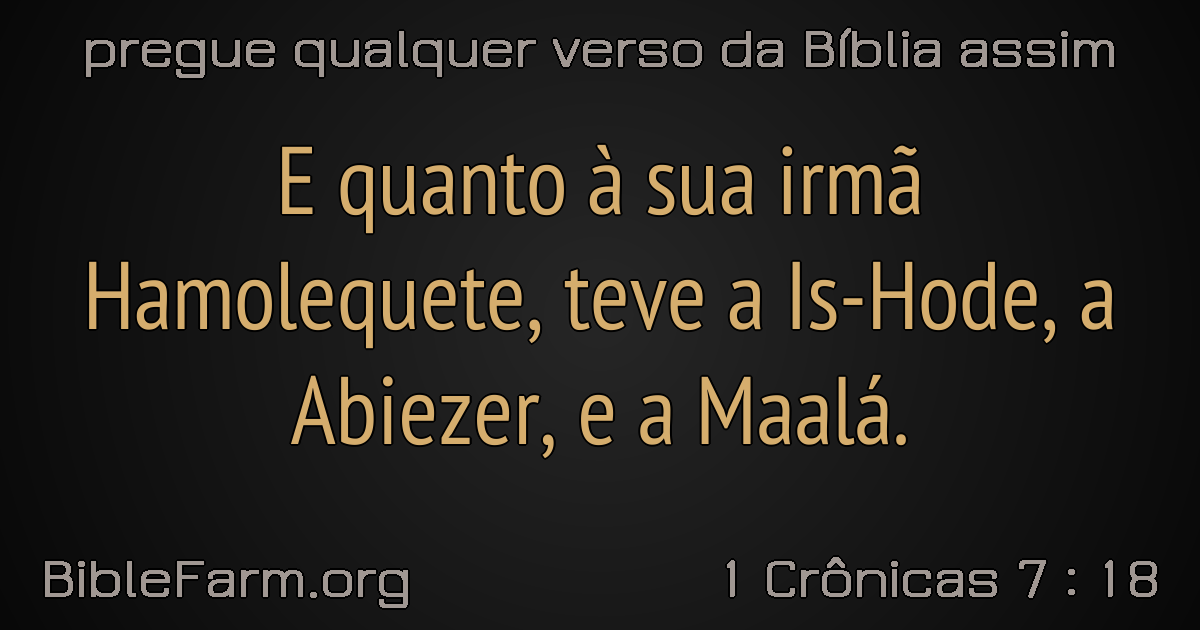 pregue qualquer verso da Bíblia assim
E quanto à sua irmã
Hamolequete, teve a Is-Hode, a
Abiezer, e a Maalá.
BibleFarm.org
1 Crônicas 7 : 18